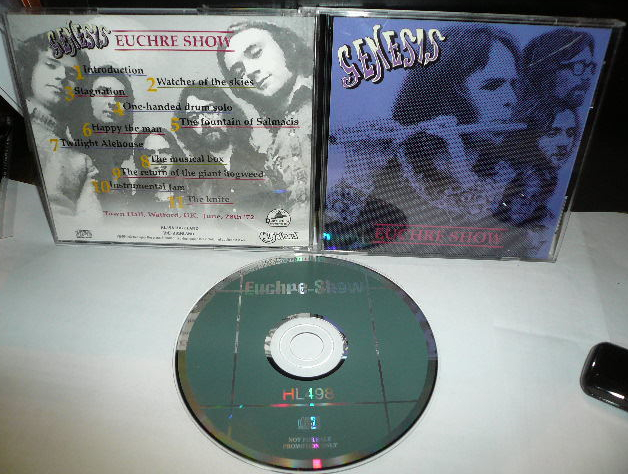 GENESIS EUCHRE SHOW
1 Introduction
2 Watcher of the skies
3 Stagnation
4 One-handed drum solo
5 The fountain of Salmacis
6 Happy the man
7 Twilight Alehouse
8 The musical box
9 The return of the giant hogweed
10 Instrumental Jam
11 The knife
Town Hall, Watford, UK, June, 28th '72
Highland
GENESIS
EUCHRE SHOW
Euchre Show
HL498
NOT FOR SALE
PROMOTION ONLY